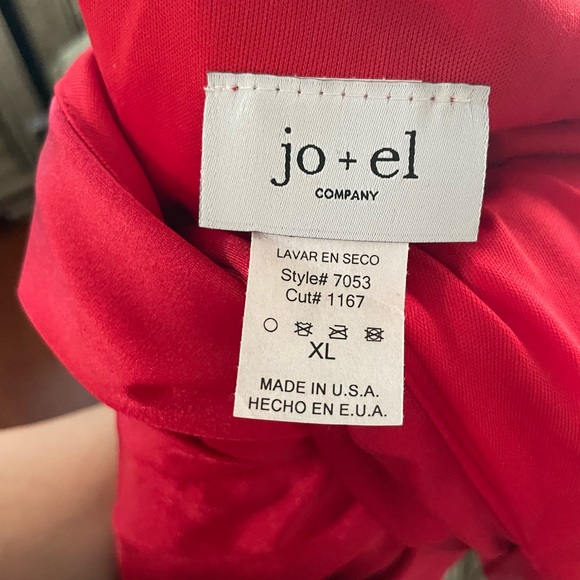 jo + el
COMPANY
LAVAR EN SECO
Style# 7053
Cut# 1167
XL
MADE IN U.S.A.
HECHO EN E.U.A.